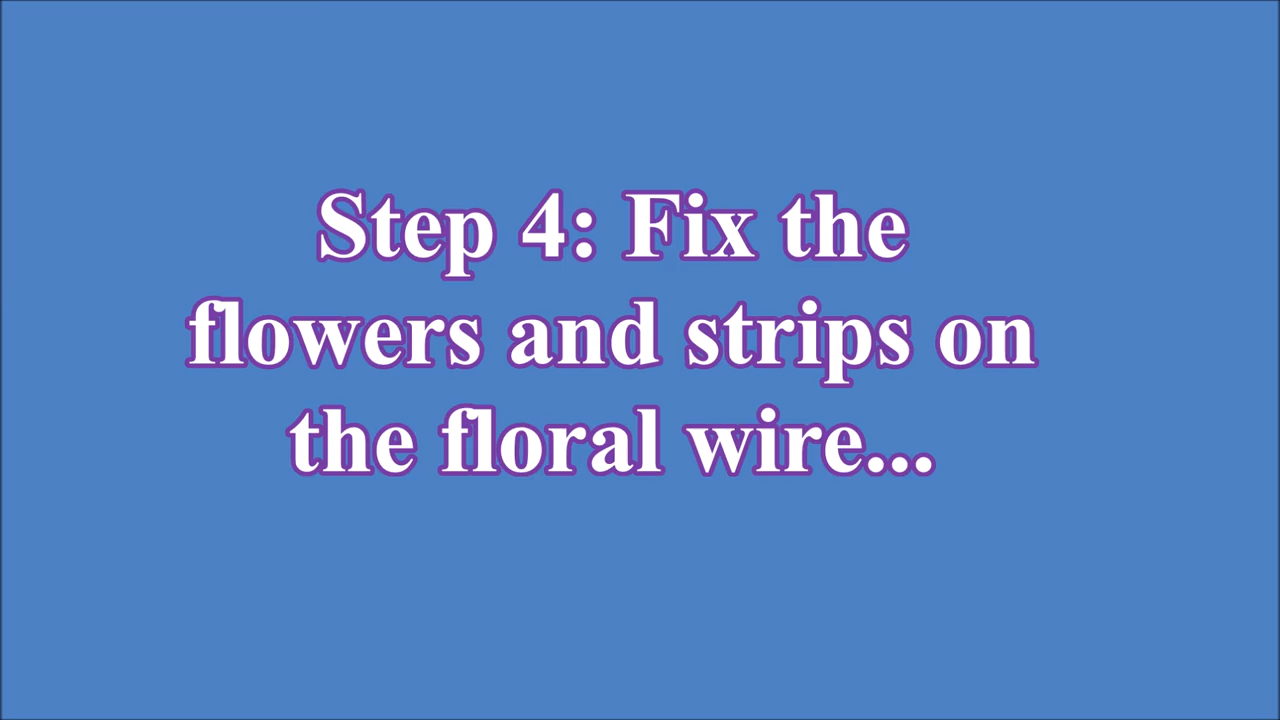 Step 4: Fix the
flowers and strips on
the floral wire...